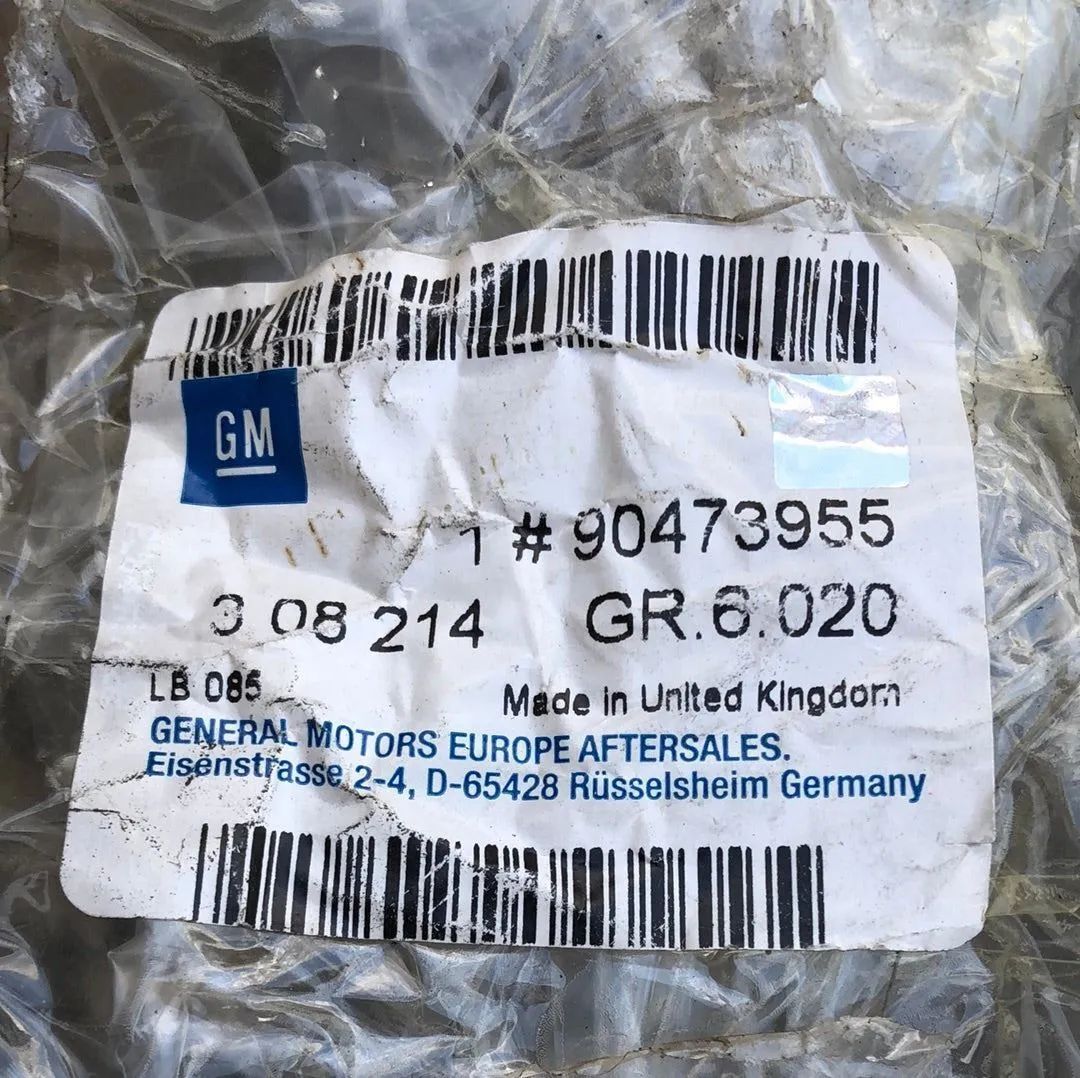 GM
1 # 90473955
3 08 214 GR.6.020
LB 085 Made in United Kingdom
GENERAL MOTORS EUROPE AFTERSALES.
Eisenstrasse 2-4, D-65428 Rüsselsheim Germany